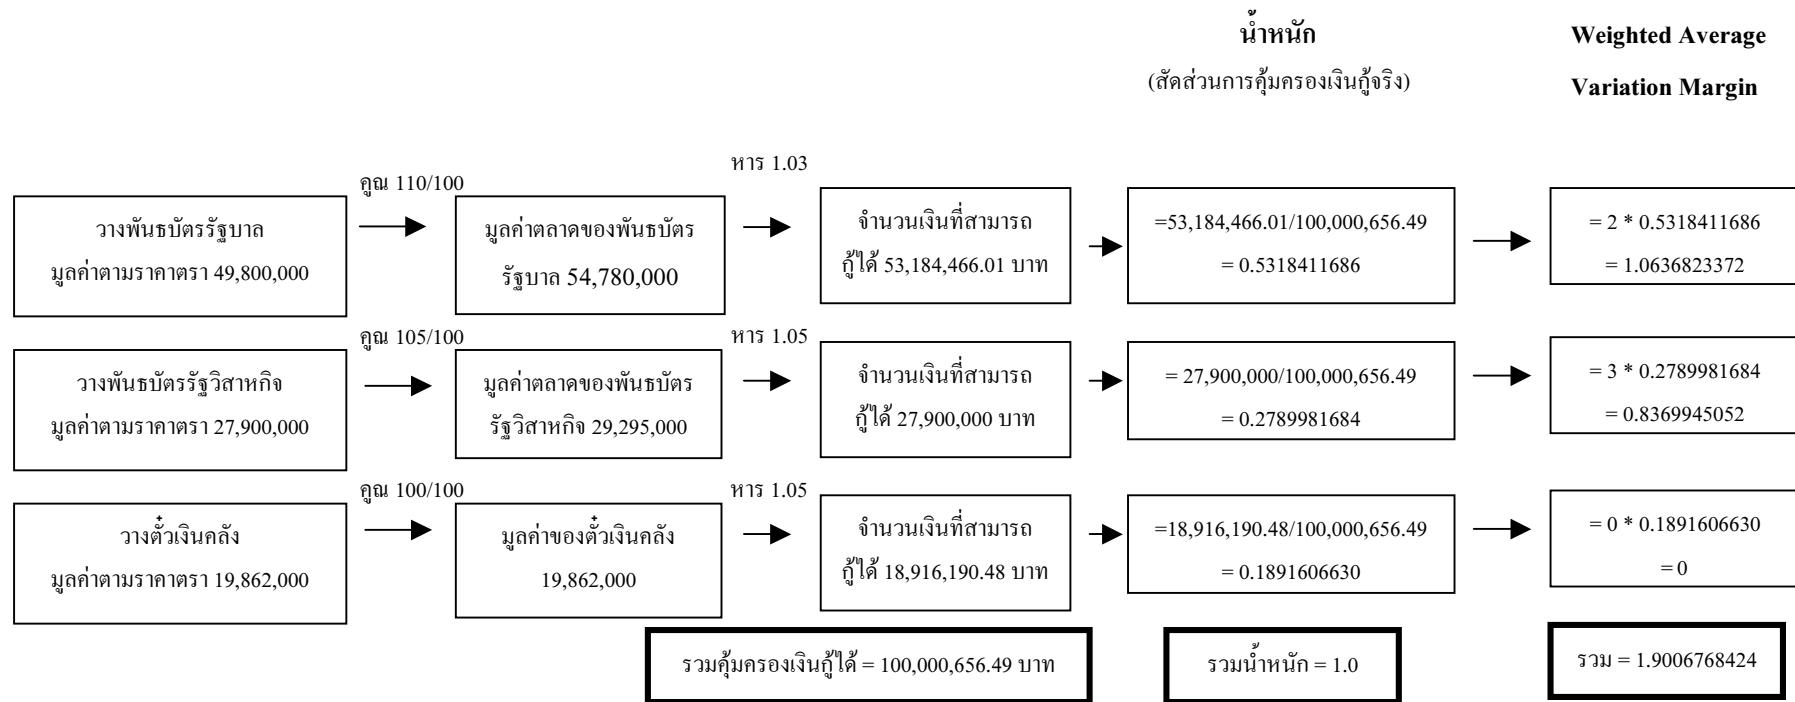 น้ำหนัก
(สัดส่วนการคุ้มครองเงินกู้จริง)
Weighted Average
Variation Margin
วางพันธบัตรรัฐบาล
มูลค่าตามราคาตรา 49,800,000
คูณ 110/100
มูลค่าตลาดของพันธบัตร
รัฐบาล 54,780,000
หาร 1.03
จำนวนเงินที่สามารถ
กู้ได้ 53,184,466.01 บาท
=53,184,466.01/100,000,656.49
= 0.5318411686
= 2 * 0.5318411686
= 1.0636823372
วางพันธบัตรรัฐวิสาหกิจ
มูลค่าตามราคาตรา 27,900,000
คูณ 105/100
มูลค่าตลาดของพันธบัตร
รัฐวิสาหกิจ 29,295,000
หาร 1.05
จำนวนเงินที่สามารถ
กู้ได้ 27,900,000 บาท
= 27,900,000/100,000,656.49
= 0.2789981684
= 3 * 0.2789981684
= 0.8369945052
วางตั๋วเงินคลัง
มูลค่าตามราคาตรา 19,862,000
คูณ 100/100
มูลค่าของตั๋วเงินคลัง
19,862,000
หาร 1.05
จำนวนเงินที่สามารถ
กู้ได้ 18,916,190.48 บาท
=18,916,190.48/100,000,656.49
= 0.1891606630
= 0 * 0.1891606630
= 0
รวมคุ้มครองเงินกู้ได้ = 100,000,656.49 บาท
รวมน้ำหนัก = 1.0
รวม = 1.9006768424